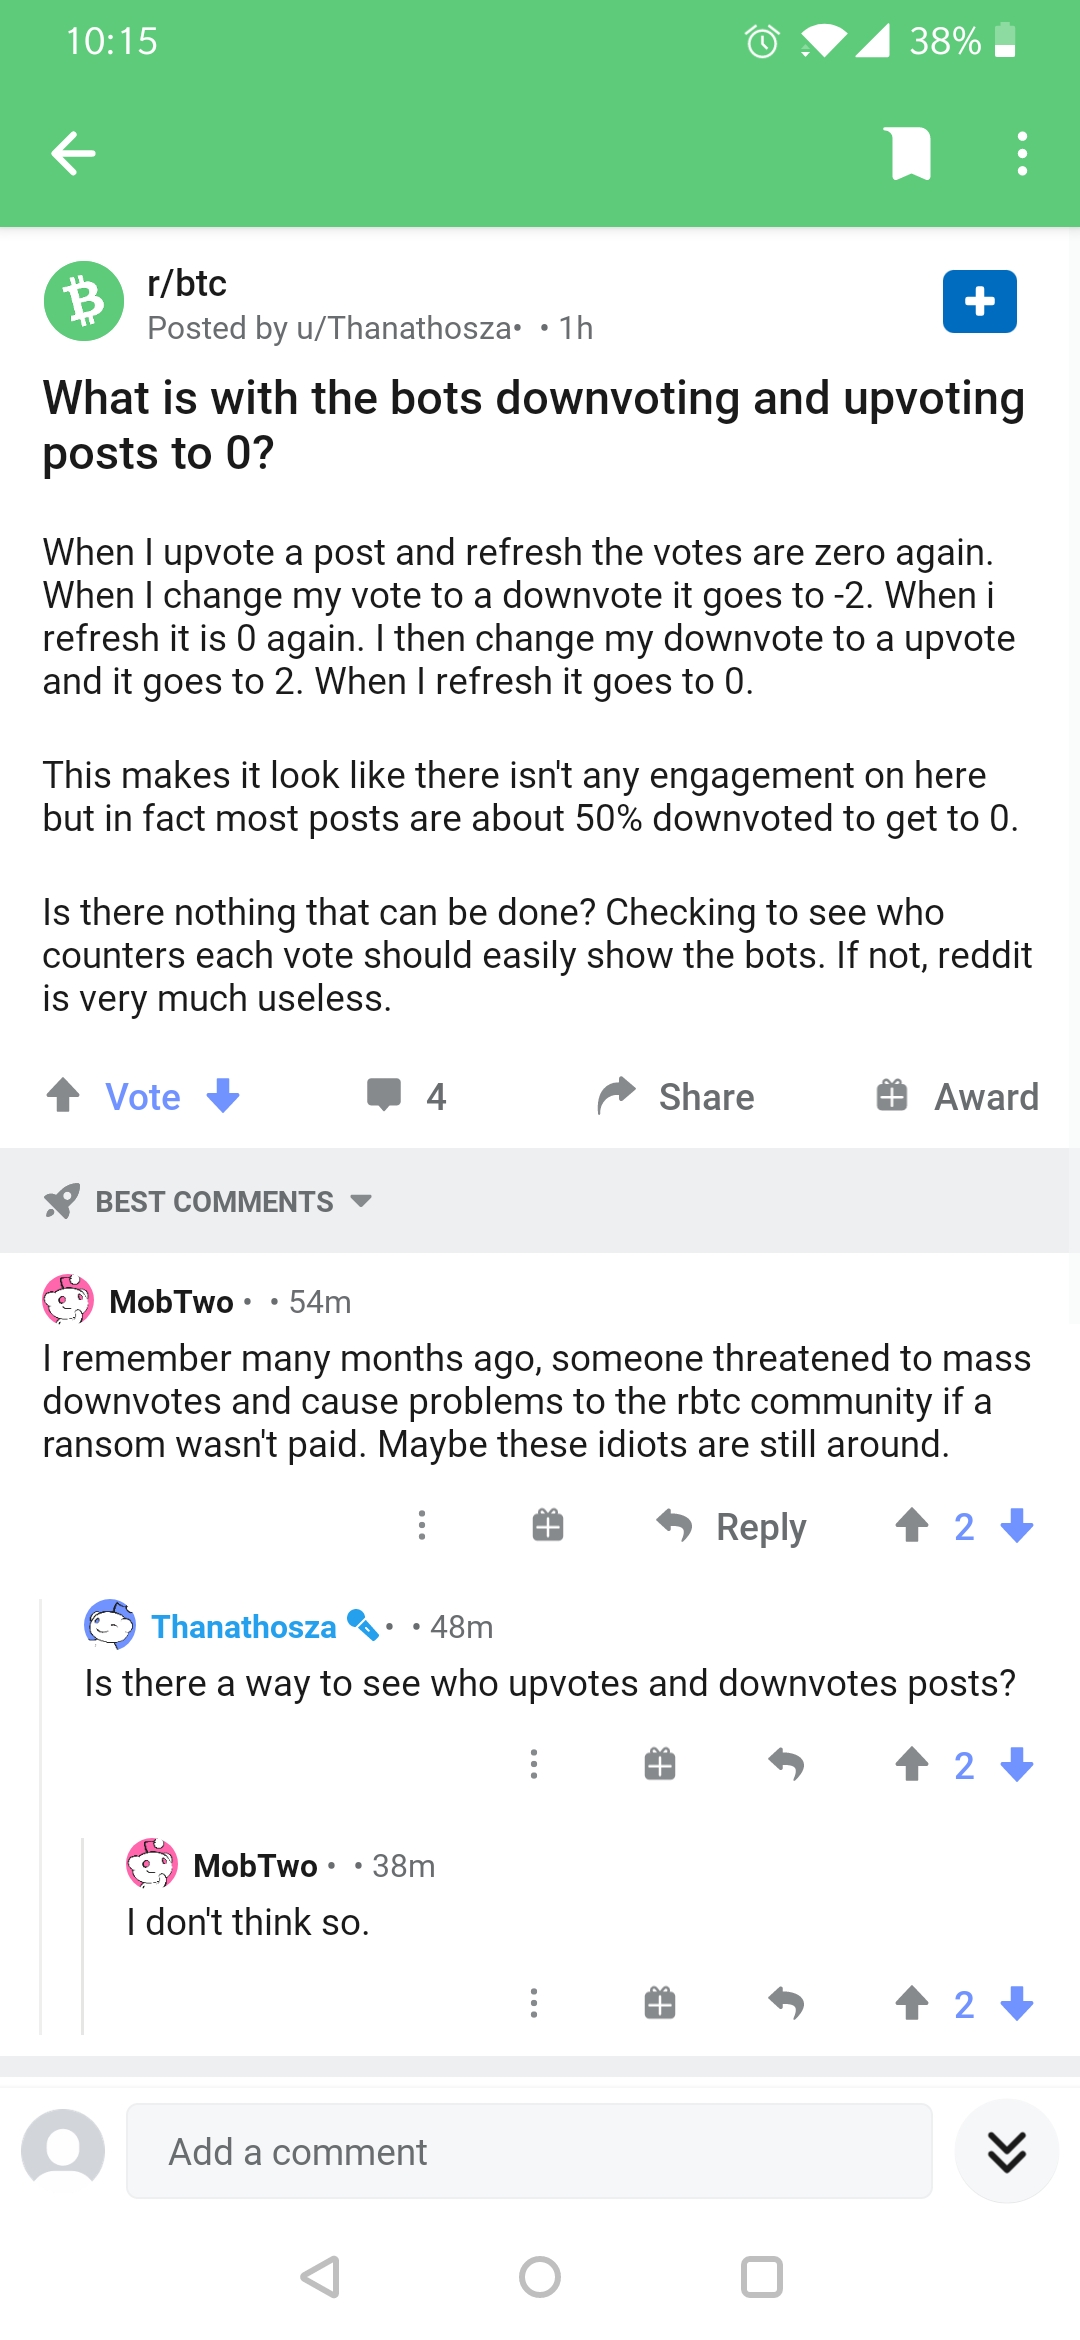 10:15
38%
r/btc
Posted by u/Thanathosza• • 1h
What is with the bots downvoting and upvoting
posts to 0?
When I upvote a post and refresh the votes are zero again.
When I change my vote to a downvote it goes to -2. When i
refresh it is 0 again. I then change my downvote to a upvote
and it goes to 2. When I refresh it goes to 0.
This makes it look like there isn't any engagement on here
but in fact most posts are about 50% downvoted to get to 0.
Is there nothing that can be done? Checking to see who
counters each vote should easily show the bots. If not, reddit
is very much useless.
Vote 4 Share Award
BEST COMMENTS
MobTwo • • 54m
I remember many months ago, someone threatened to mass
downvotes and cause problems to the rbtc community if a
ransom wasn't paid. Maybe these idiots are still around.
Reply 2
Thanathosza • • 48m
Is there a way to see who upvotes and downvotes posts?
2
MobTwo • • 38m
I don't think so.
2
Add a comment